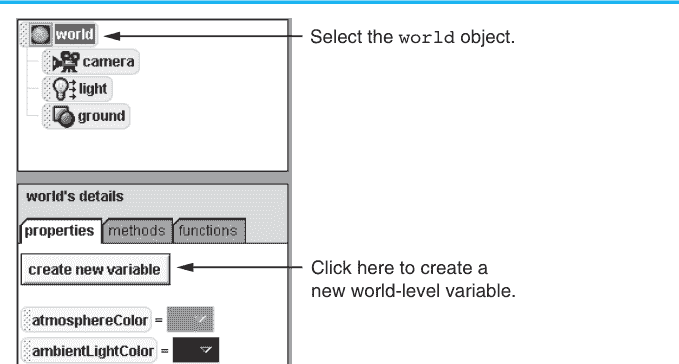 world
Select the world object.
camera
light
ground
world's details
properties methods functions
create new variable
Click here to create a
new world-level variable.
atmosphereColor =
ambientLightColor =